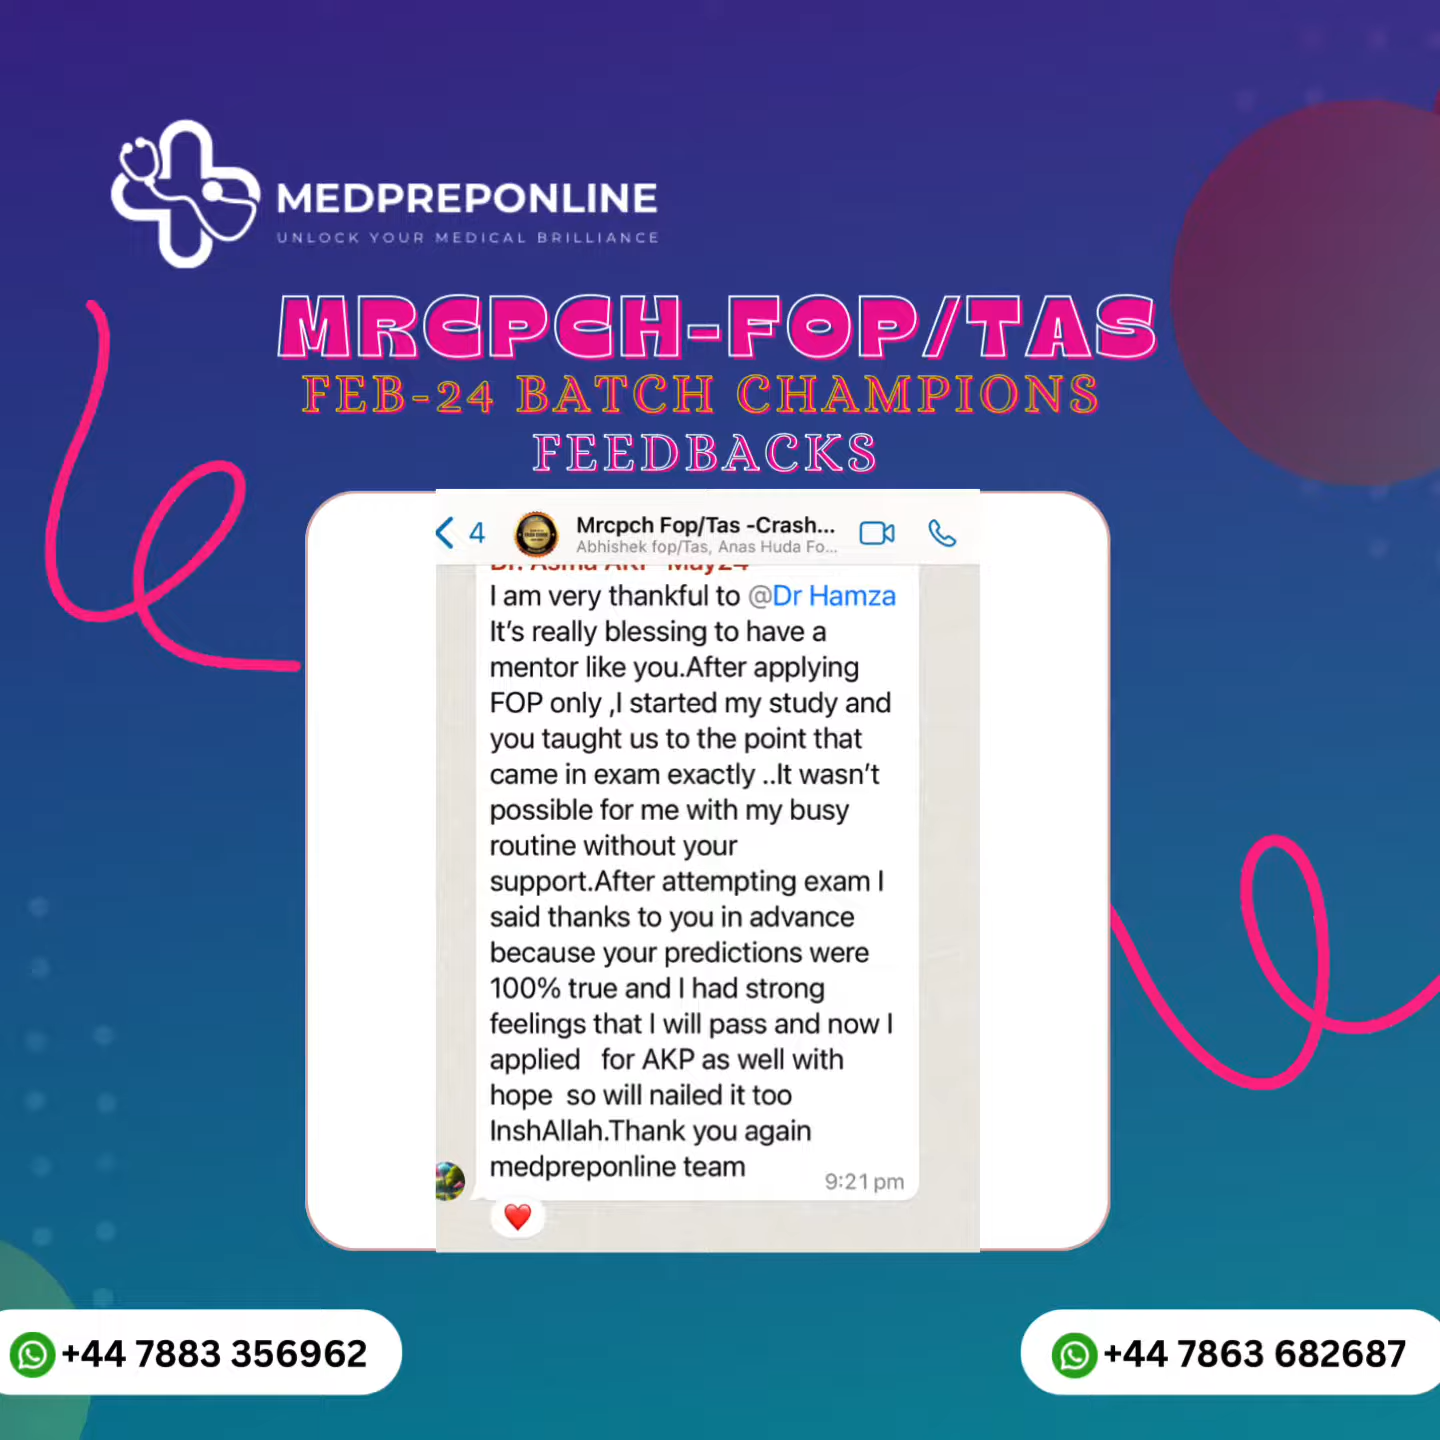 MEDPREPONLINE
UNLOCK YOUR MEDICAL BRILLIANCE
MRCPCH-FOP/TAS
FEB-24 BATCH CHAMPIONS
FEEDBACKS
4
Mrcpch Fop/Tas -Crash...
Abhishek fop/Tas, Anas Huda Fo...
Dr. Asma AKP May24
I am very thankful to @Dr Hamza
It's really blessing to have a
mentor like you.After applying
FOP only ,I started my study and
you taught us to the point that
came in exam exactly ..It wasn't
possible for me with my busy
routine without your
support.After attempting exam I
said thanks to you in advance
because your predictions were
100% true and I had strong
feelings that I will pass and now I
applied   for AKP as well with
hope  so will nailed it too
InshAllah.Thank you again
medpreponline team
9:21 pm
+44 7883 356962
+44 7863 682687